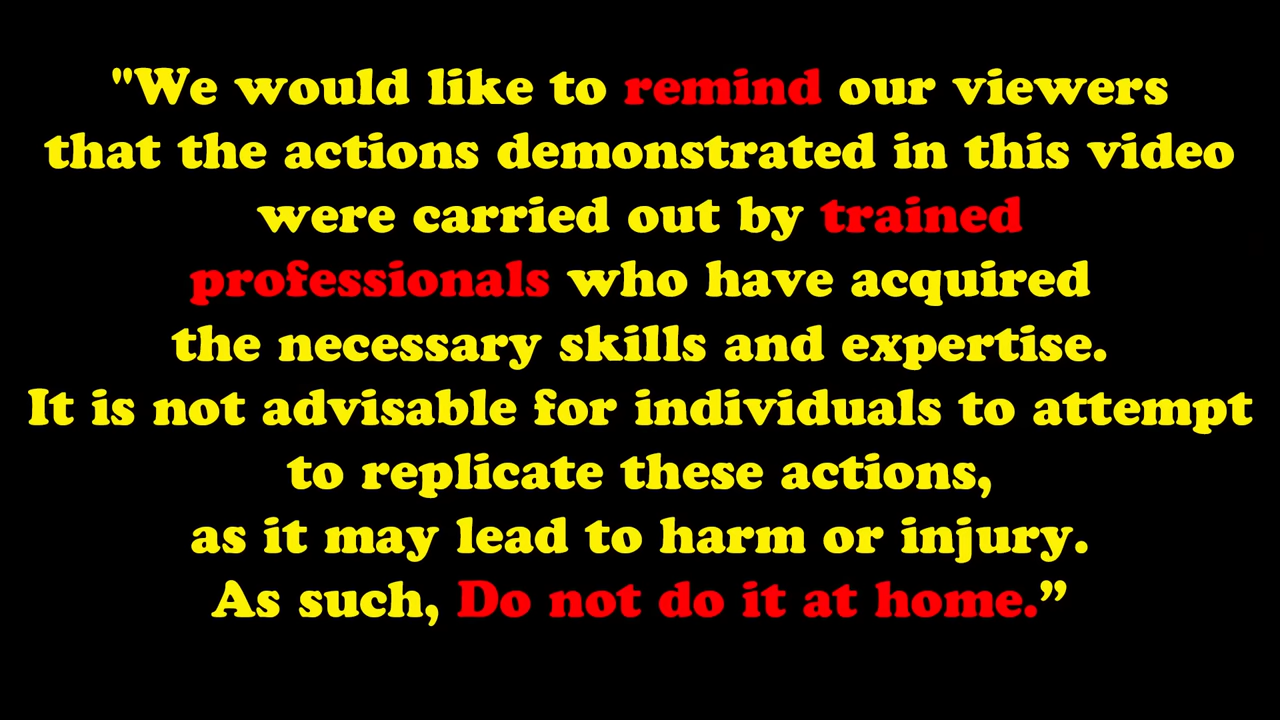 "We would like to remind our viewers
that the actions demonstrated in this video
were carried out by trained
professionals who have acquired
the necessary skills and expertise.
It is not advisable for individuals to attempt
to replicate these actions,
as it may lead to harm or injury.
As such, Do not do it at home.”